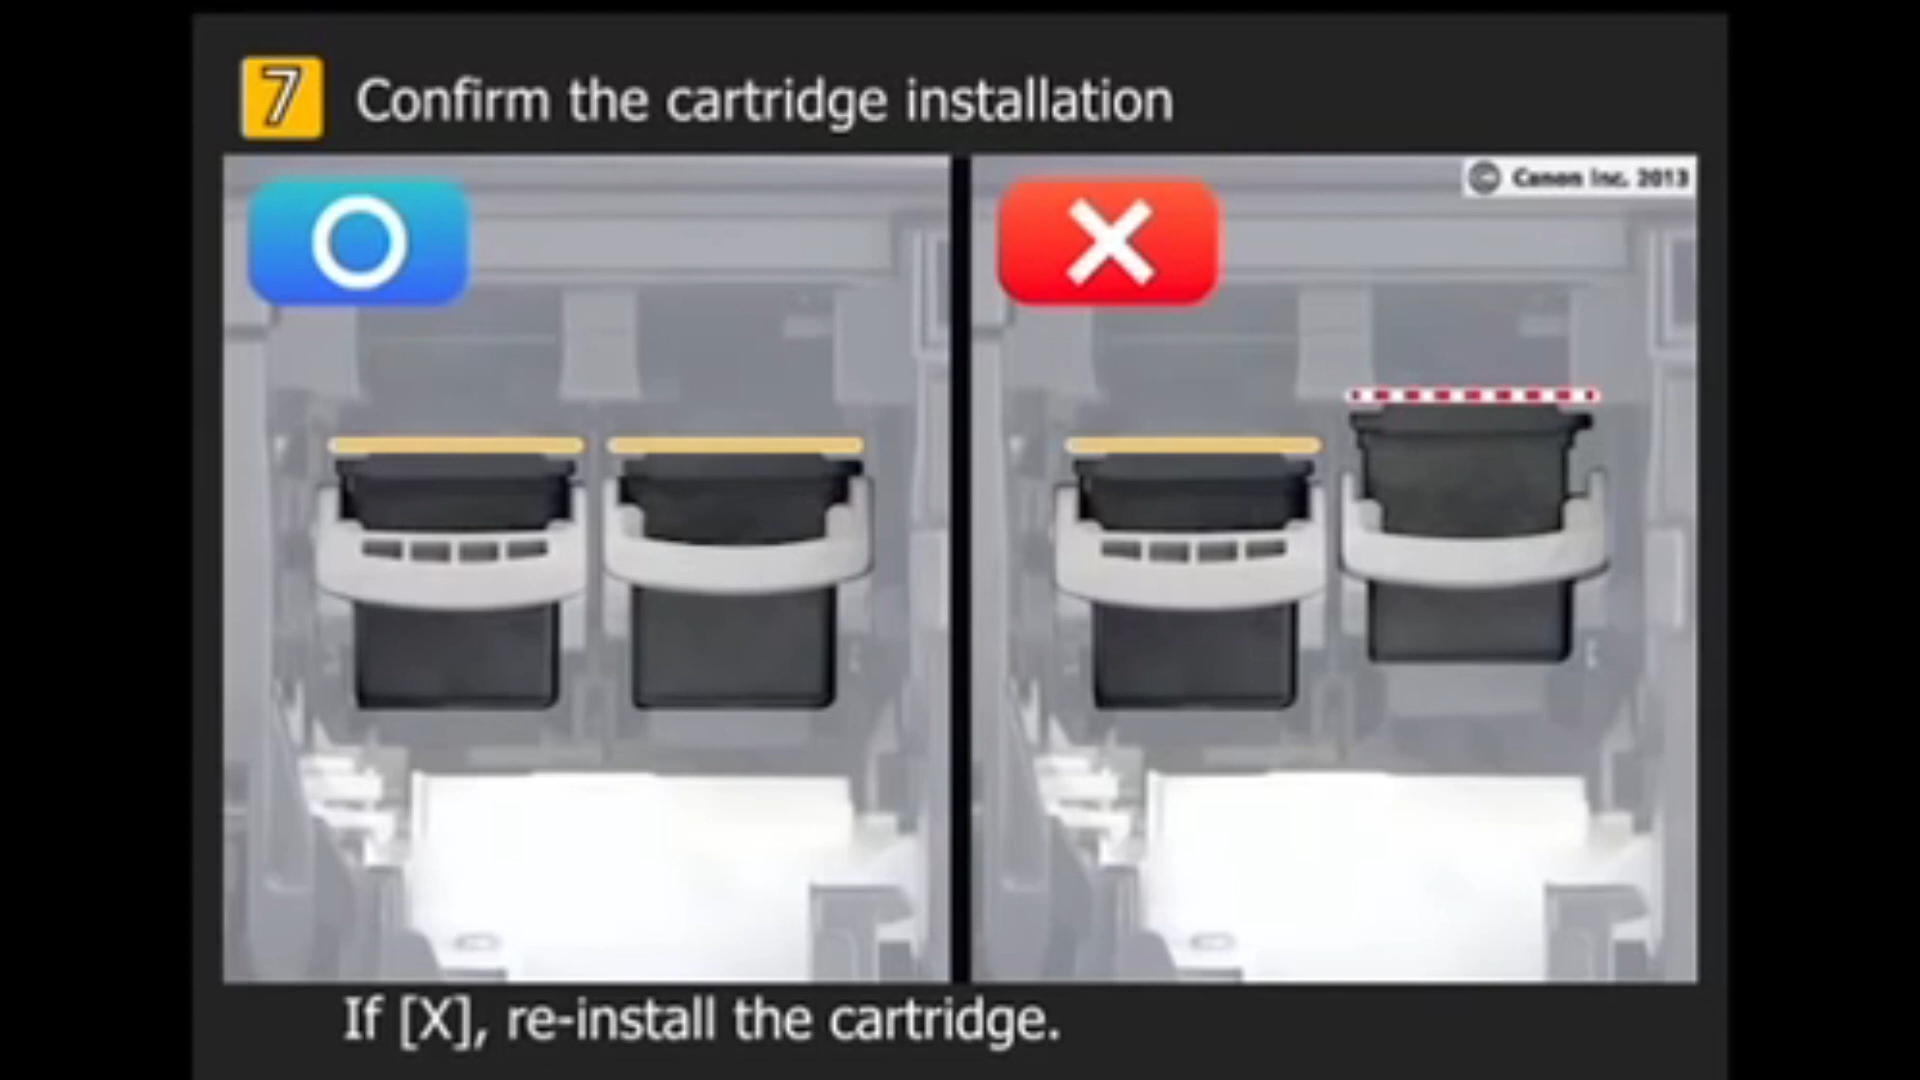 7 Confirm the cartridge installation
© Canon Inc. 2013
If [X], re-install the cartridge.